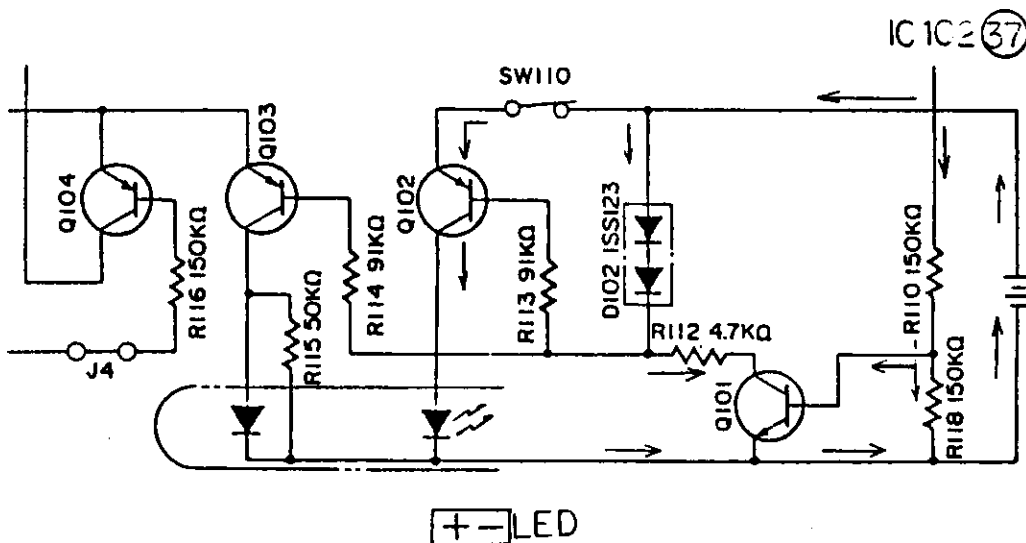 IC 1C2 37
SW110
Q104
Q103
Q102
R116 150KΩ
R115 50KΩ
R114 91KΩ
R113 91KΩ
D102 1SS123
R110 150KΩ
R112 4.7KΩ
J4
Q101
R118 150KΩ
+ - LED